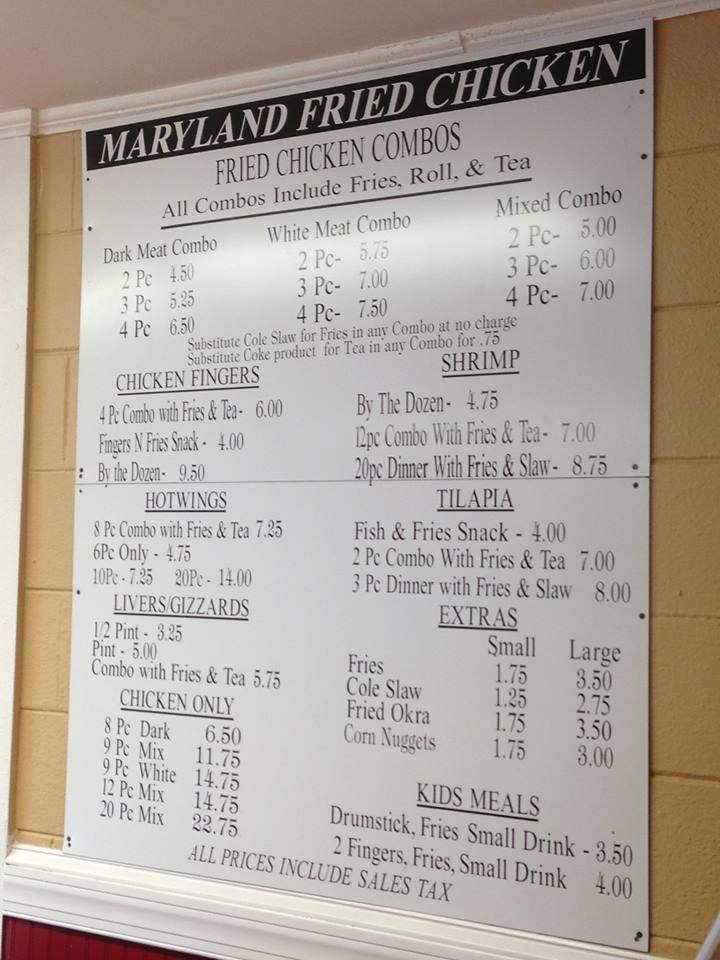 MARYLAND FRIED CHICKEN
FRIED CHICKEN COMBOS
All Combos Include Fries, Roll, & Tea
Dark Meat Combo
2 Pc 4.50
3 Pc 5.25
4 Pc 6.50
White Meat Combo
2 Pc- 5.75
3 Pc- 7.00
4 Pc- 7.50
Mixed Combo
2 Pc- 5.00
3 Pc- 6.00
4 Pc- 7.00
Substitute Cole Slaw for Fries in any Combo at no charge
Substitute Coke product for Tea in any Combo for .75
CHICKEN FINGERS
4 Pc Combo with Fries & Tea- 6.00
Fingers N Fries Snack - 4.00
By the Dozen- 9.50
SHRIMP
By The Dozen- 4.75
12pc Combo With Fries & Tea- 7.00
20pc Dinner With Fries & Slaw- 8.75
HOTWINGS
8 Pc Combo with Fries & Tea 7.25
6Pc Only - 4.75
10Pc - 7.25 20Pc - 14.00
TILAPIA
Fish & Fries Snack - 4.00
2 Pc Combo With Fries & Tea 7.00
3 Pc Dinner with Fries & Slaw 8.00
LIVERS/GIZZARDS
1/2 Pint - 3.25
Pint - 5.00
Combo with Fries & Tea 5.75
EXTRAS
Small Large
Fries 1.75 3.50
Cole Slaw 1.25 2.75
Fried Okra 1.75 3.50
Corn Nuggets 1.75 3.00
CHICKEN ONLY
8 Pc Dark 6.50
9 Pc Mix 11.75
9 Pc White 14.75
12 Pc Mix 14.75
20 Pc Mix 22.75
KIDS MEALS
Drumstick, Fries Small Drink - 3.50
2 Fingers, Fries, Small Drink 4.00
ALL PRICES INCLUDE SALES TAX